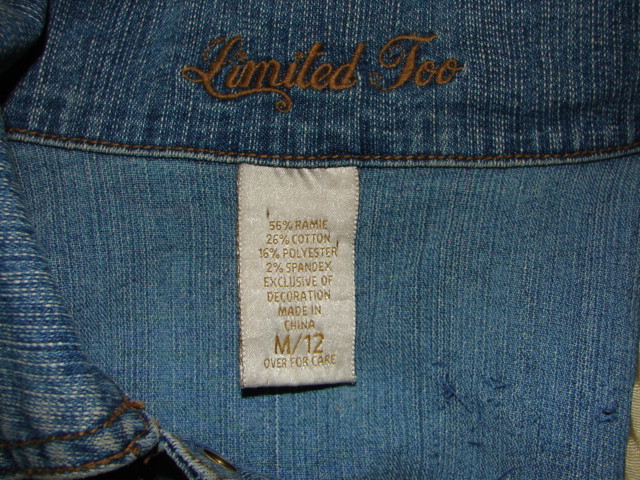 Limited Too
56% RAMIE
26% COTTON
16% POLYESTER
2% SPANDEX
EXCLUSIVE OF
DECORATION
MADE IN
CHINA
M/12
OVER FOR CARE